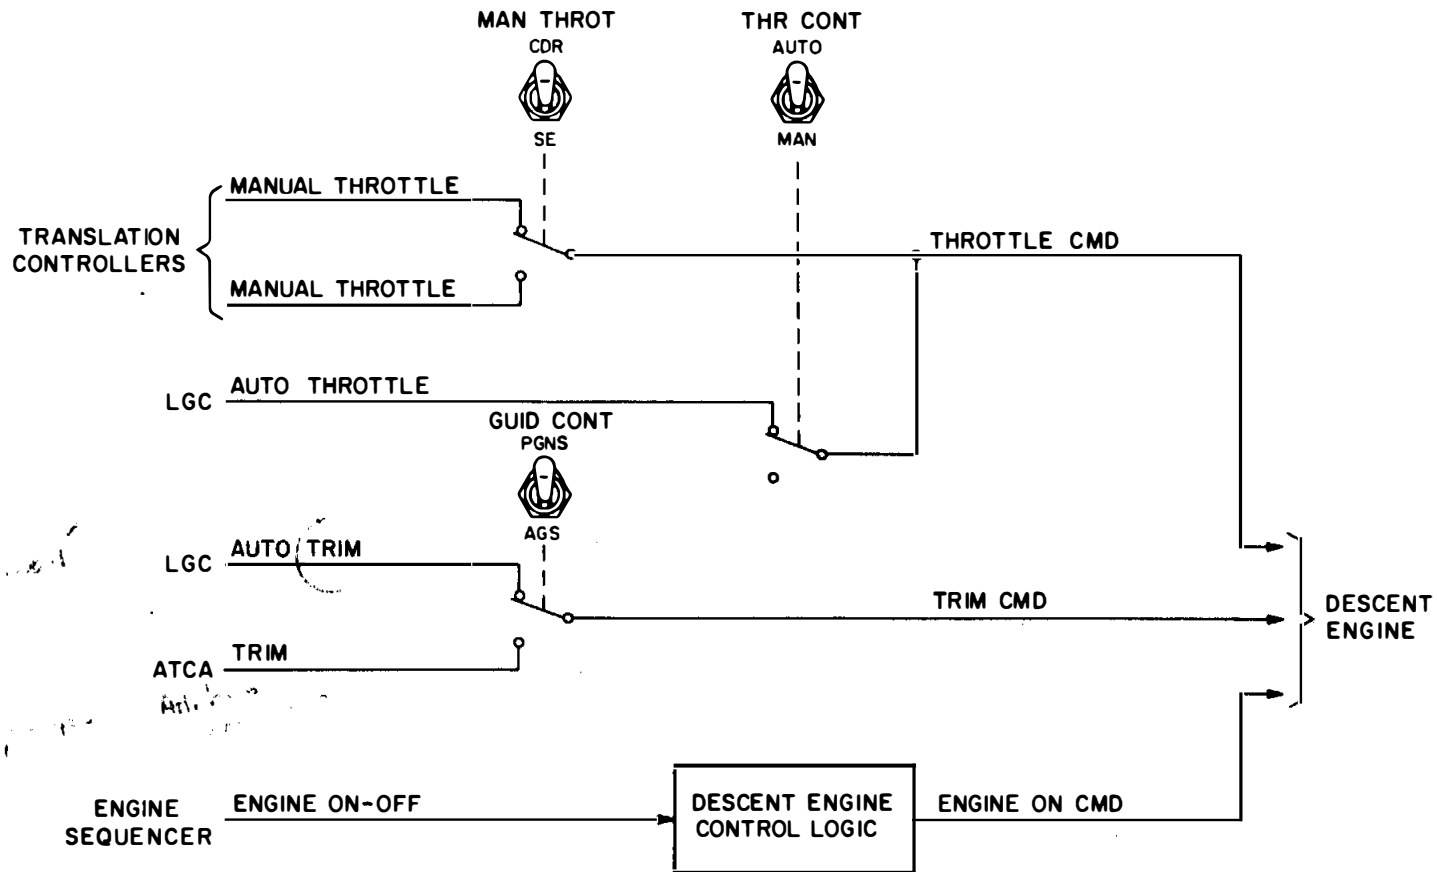 MAN THROT
CDR
SE
THR CONT
AUTO
MAN
TRANSLATION
CONTROLLERS
MANUAL THROTTLE
MANUAL THROTTLE
THROTTLE CMD
LGC
AUTO THROTTLE
GUID CONT
PGNS
AGS
LGC
AUTO TRIM
ATCA
TRIM
TRIM CMD
DESCENT
ENGINE
ENGINE
SEQUENCER
ENGINE ON-OFF
DESCENT ENGINE
CONTROL LOGIC
ENGINE ON CMD